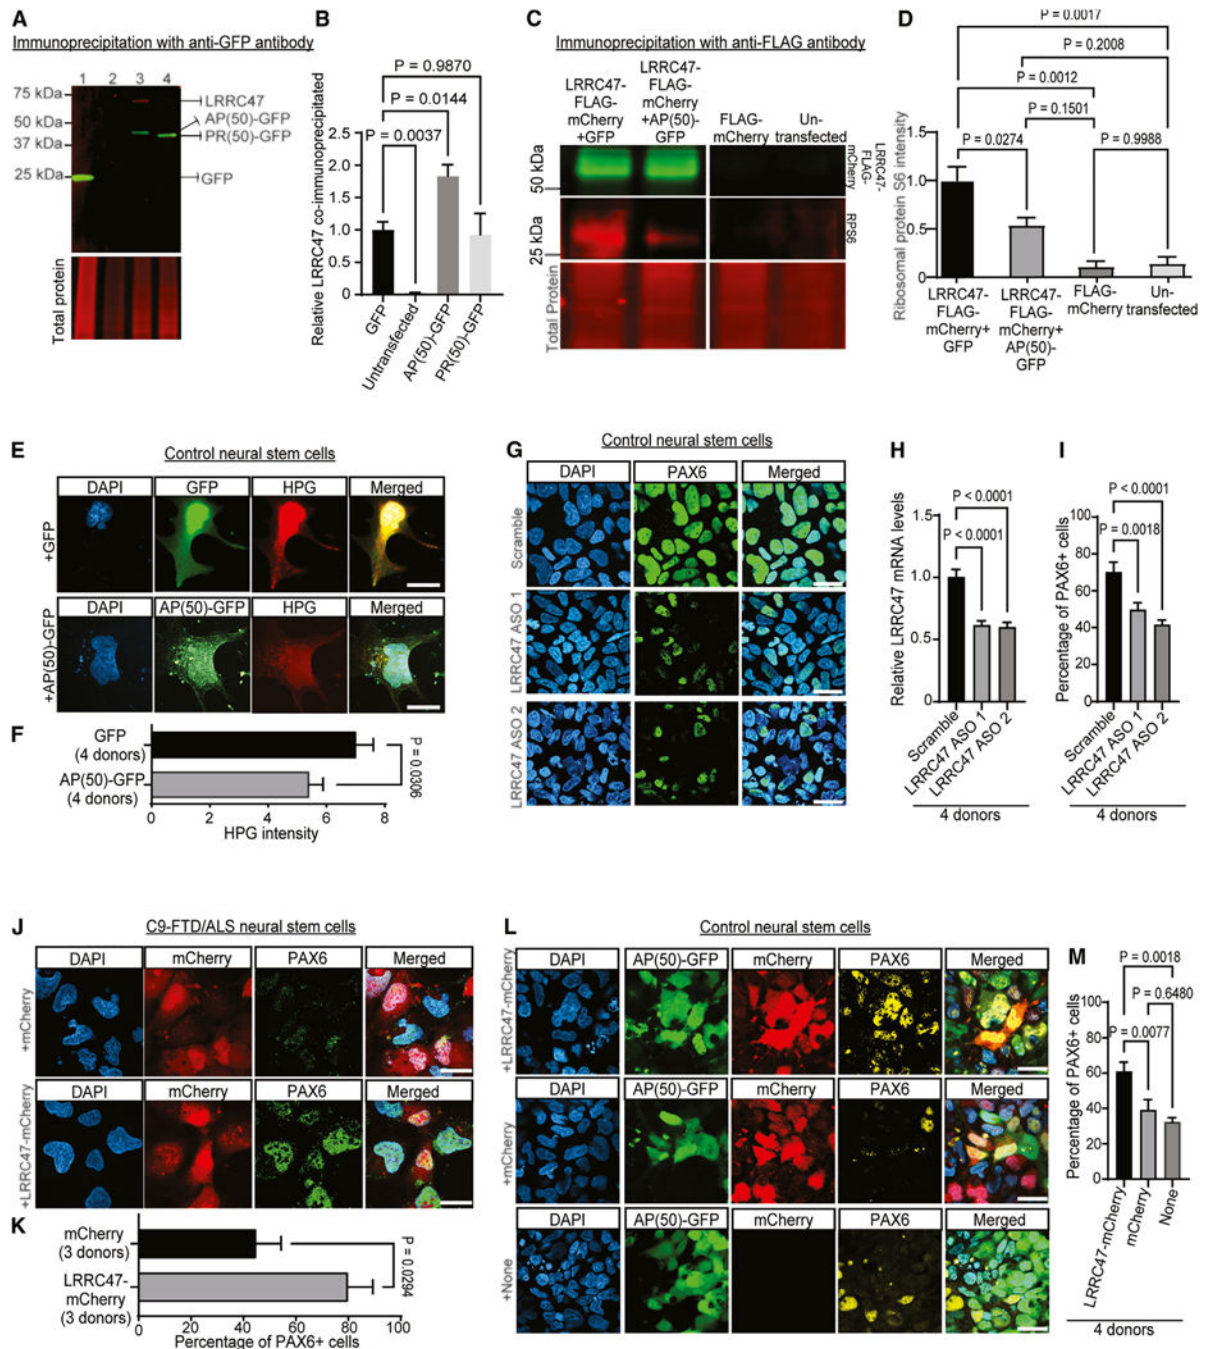 A
Immunoprecipitation with anti-GFP antibody
1 2 3 4
75 kDa
50 kDa
37 kDa
25 kDa
LRRC47
AP(50)-GFP
PR(50)-GFP
GFP
Total protein
B
P = 0.9870
P = 0.0144
P = 0.0037
Relative LRRC47 co-immunoprecipitated
2.5
2.0
1.5
1.0
0.5
0
GFP
Untransfected
AP(50)-GFP
PR(50)-GFP
C
Immunoprecipitation with anti-FLAG antibody
LRRC47-
FLAG-
mCherry
+GFP
LRRC47-
FLAG-
mCherry
+AP(50)-
GFP
FLAG-
mCherry
Un-
transfected
50 kDa
25 kDa
LRRC47-
FLAG-
mCherry
RPS6
Total Protein
D
P = 0.0017
P = 0.2008
P = 0.0012
P = 0.1501
P = 0.0274
P = 0.9988
Ribosomal protein S6 intensity
1.5
1.0
0.5
0
LRRC47-
FLAG-
mCherry+
GFP
LRRC47-
FLAG-
mCherry+
AP(50)-
GFP
FLAG-
mCherry
Un-
transfected
E
Control neural stem cells
DAPI GFP HPG Merged
+GFP
DAPI AP(50)-GFP HPG Merged
+AP(50)-GFP
F
GFP
(4 donors)
AP(50)-GFP
(4 donors)
P = 0.0306
0 2 4 6 8
HPG intensity
G
Control neural stem cells
DAPI PAX6 Merged
Scramble
LRRC47 ASO 1
LRRC47 ASO 2
H
P < 0.0001
P < 0.0001
Relative LRRC47 mRNA levels
1.5
1.0
0.5
0
Scramble
LRRC47 ASO 1
LRRC47 ASO 2
4 donors
I
P < 0.0001
P = 0.0018
Percentage of PAX6+ cells
100
80
60
40
20
0
Scramble
LRRC47 ASO 1
LRRC47 ASO 2
4 donors
J
C9-FTD/ALS neural stem cells
DAPI mCherry PAX6 Merged
+mCherry
DAPI mCherry PAX6 Merged
+LRRC47-mCherry
K
mCherry
(3 donors)
LRRC47-
mCherry
(3 donors)
P = 0.0294
0 20 40 60 80 100
Percentage of PAX6+ cells
L
Control neural stem cells
DAPI AP(50)-GFP mCherry PAX6 Merged
+LRRC47-mCherry
DAPI AP(50)-GFP mCherry PAX6 Merged
+mCherry
DAPI AP(50)-GFP mCherry PAX6 Merged
+None
M
P = 0.0018
P = 0.6480
P = 0.0077
Percentage of PAX6+ cells
100
80
60
40
20
0
LRRC47-mCherry
mCherry
None
4 donors